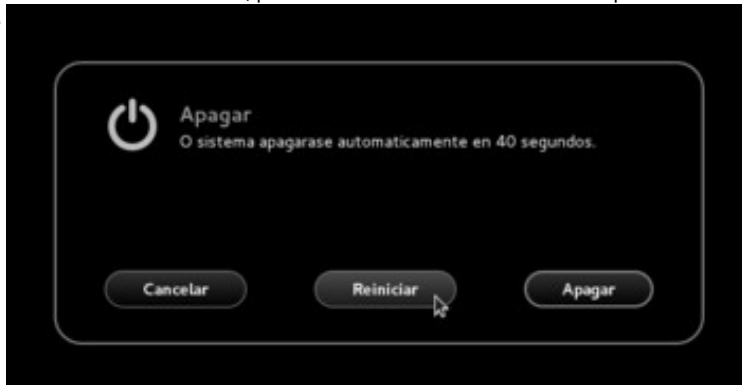 Apagar
O sistema apagarase automaticamente en 40 segundos.
Cancelar
Reiniciar
Apagar